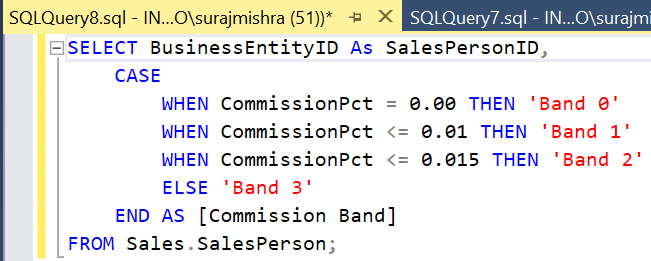 SQLQuery8.sql - IN...O\surajmishra (51))* SQLQuery7.sql - IN...O\surajmi
SELECT BusinessEntityID As SalesPersonID,
CASE
WHEN CommissionPct = 0.00 THEN 'Band 0'
WHEN CommissionPct <= 0.01 THEN 'Band 1'
WHEN CommissionPct <= 0.015 THEN 'Band 2'
ELSE 'Band 3'
END AS [Commission Band]
FROM Sales.SalesPerson;